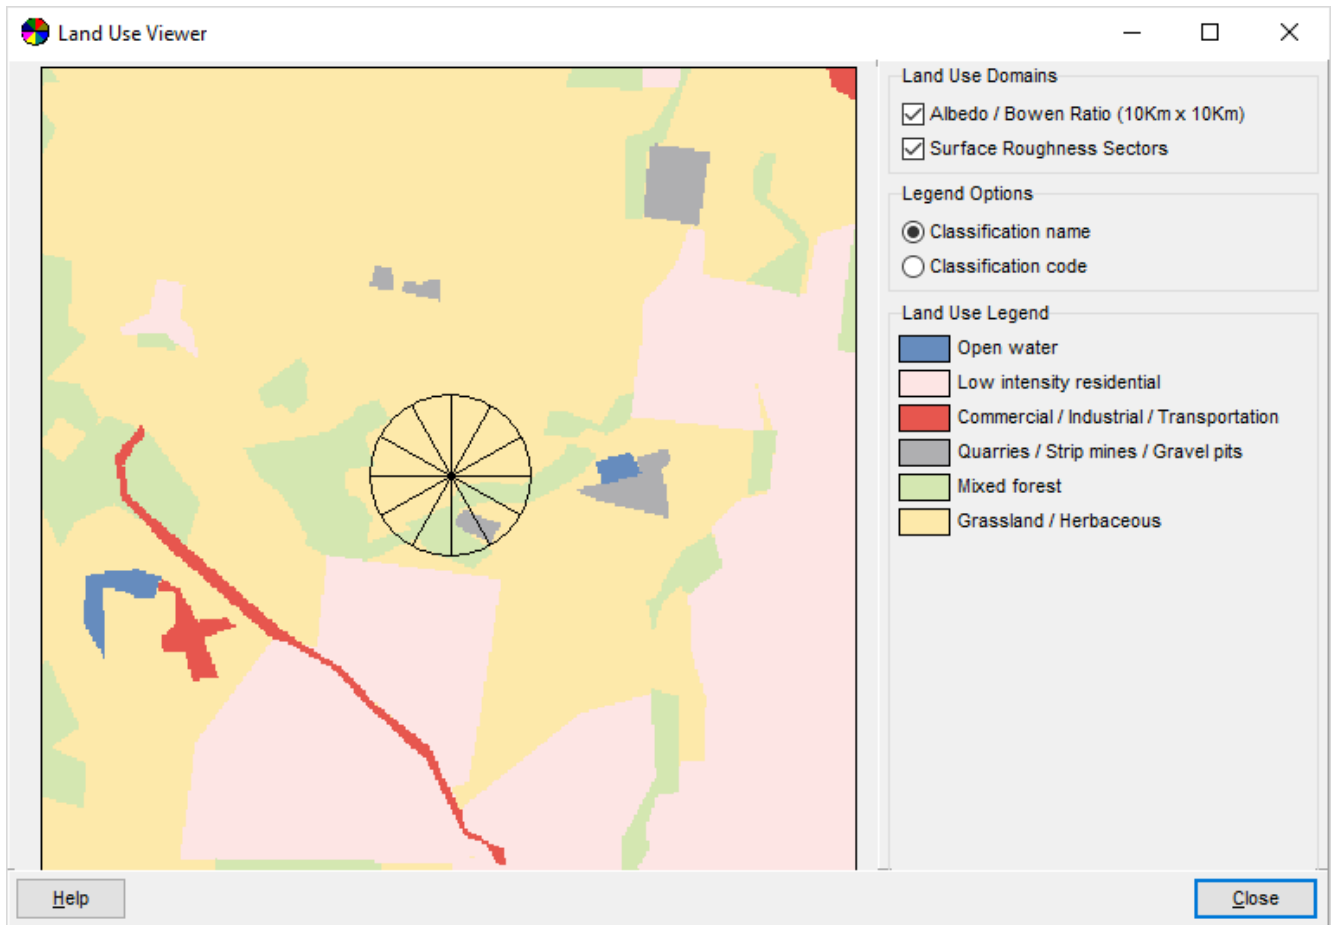 Land Use Viewer
Land Use Domains
Albedo / Bowen Ratio (10Km x 10Km)
Surface Roughness Sectors
Legend Options
Classification name
Classification code
Land Use Legend
Open water
Low intensity residential
Commercial / Industrial / Transportation
Quarries / Strip mines / Gravel pits
Mixed forest
Grassland / Herbaceous
Help
Close